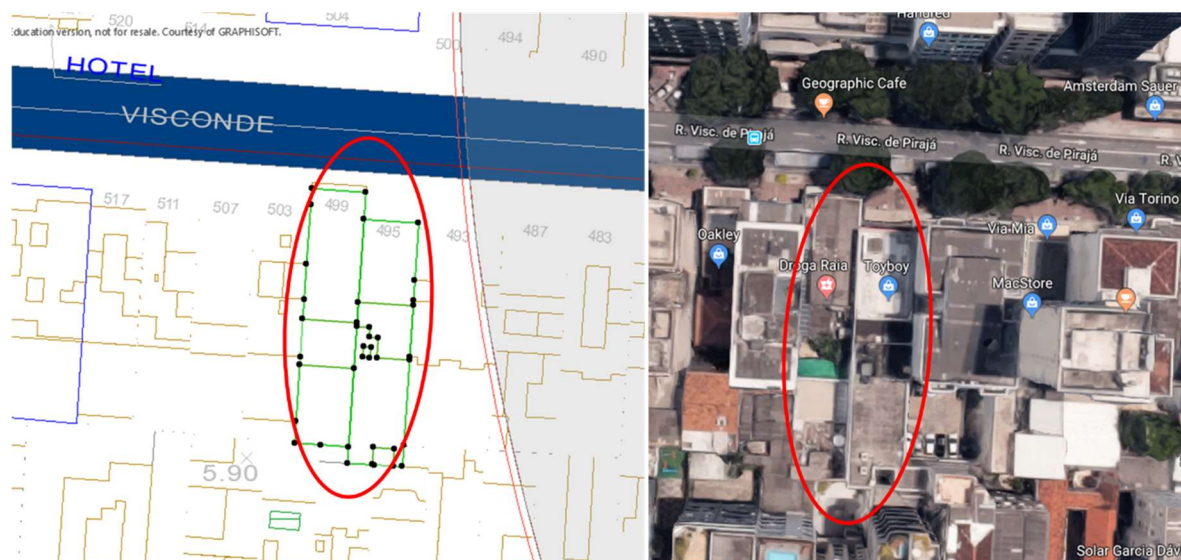 520
514
504
500
494
490
ducation version, not for resale. Courtesy of GRAPHISOFT.
HOTEL
VISCONDE
517
511
507
503
499
495
493
487
483
5.90
Handred
Geographic Cafe
Amsterdam Sauer
R. Visc. de Pirajá
R. Visc. de Pirajá
R. Visc. de Pirajá
R. V
Via Torino
Via Mia
Oakley
Droga Raia
Toyboy
MacStore
Solar Garcia Dáv